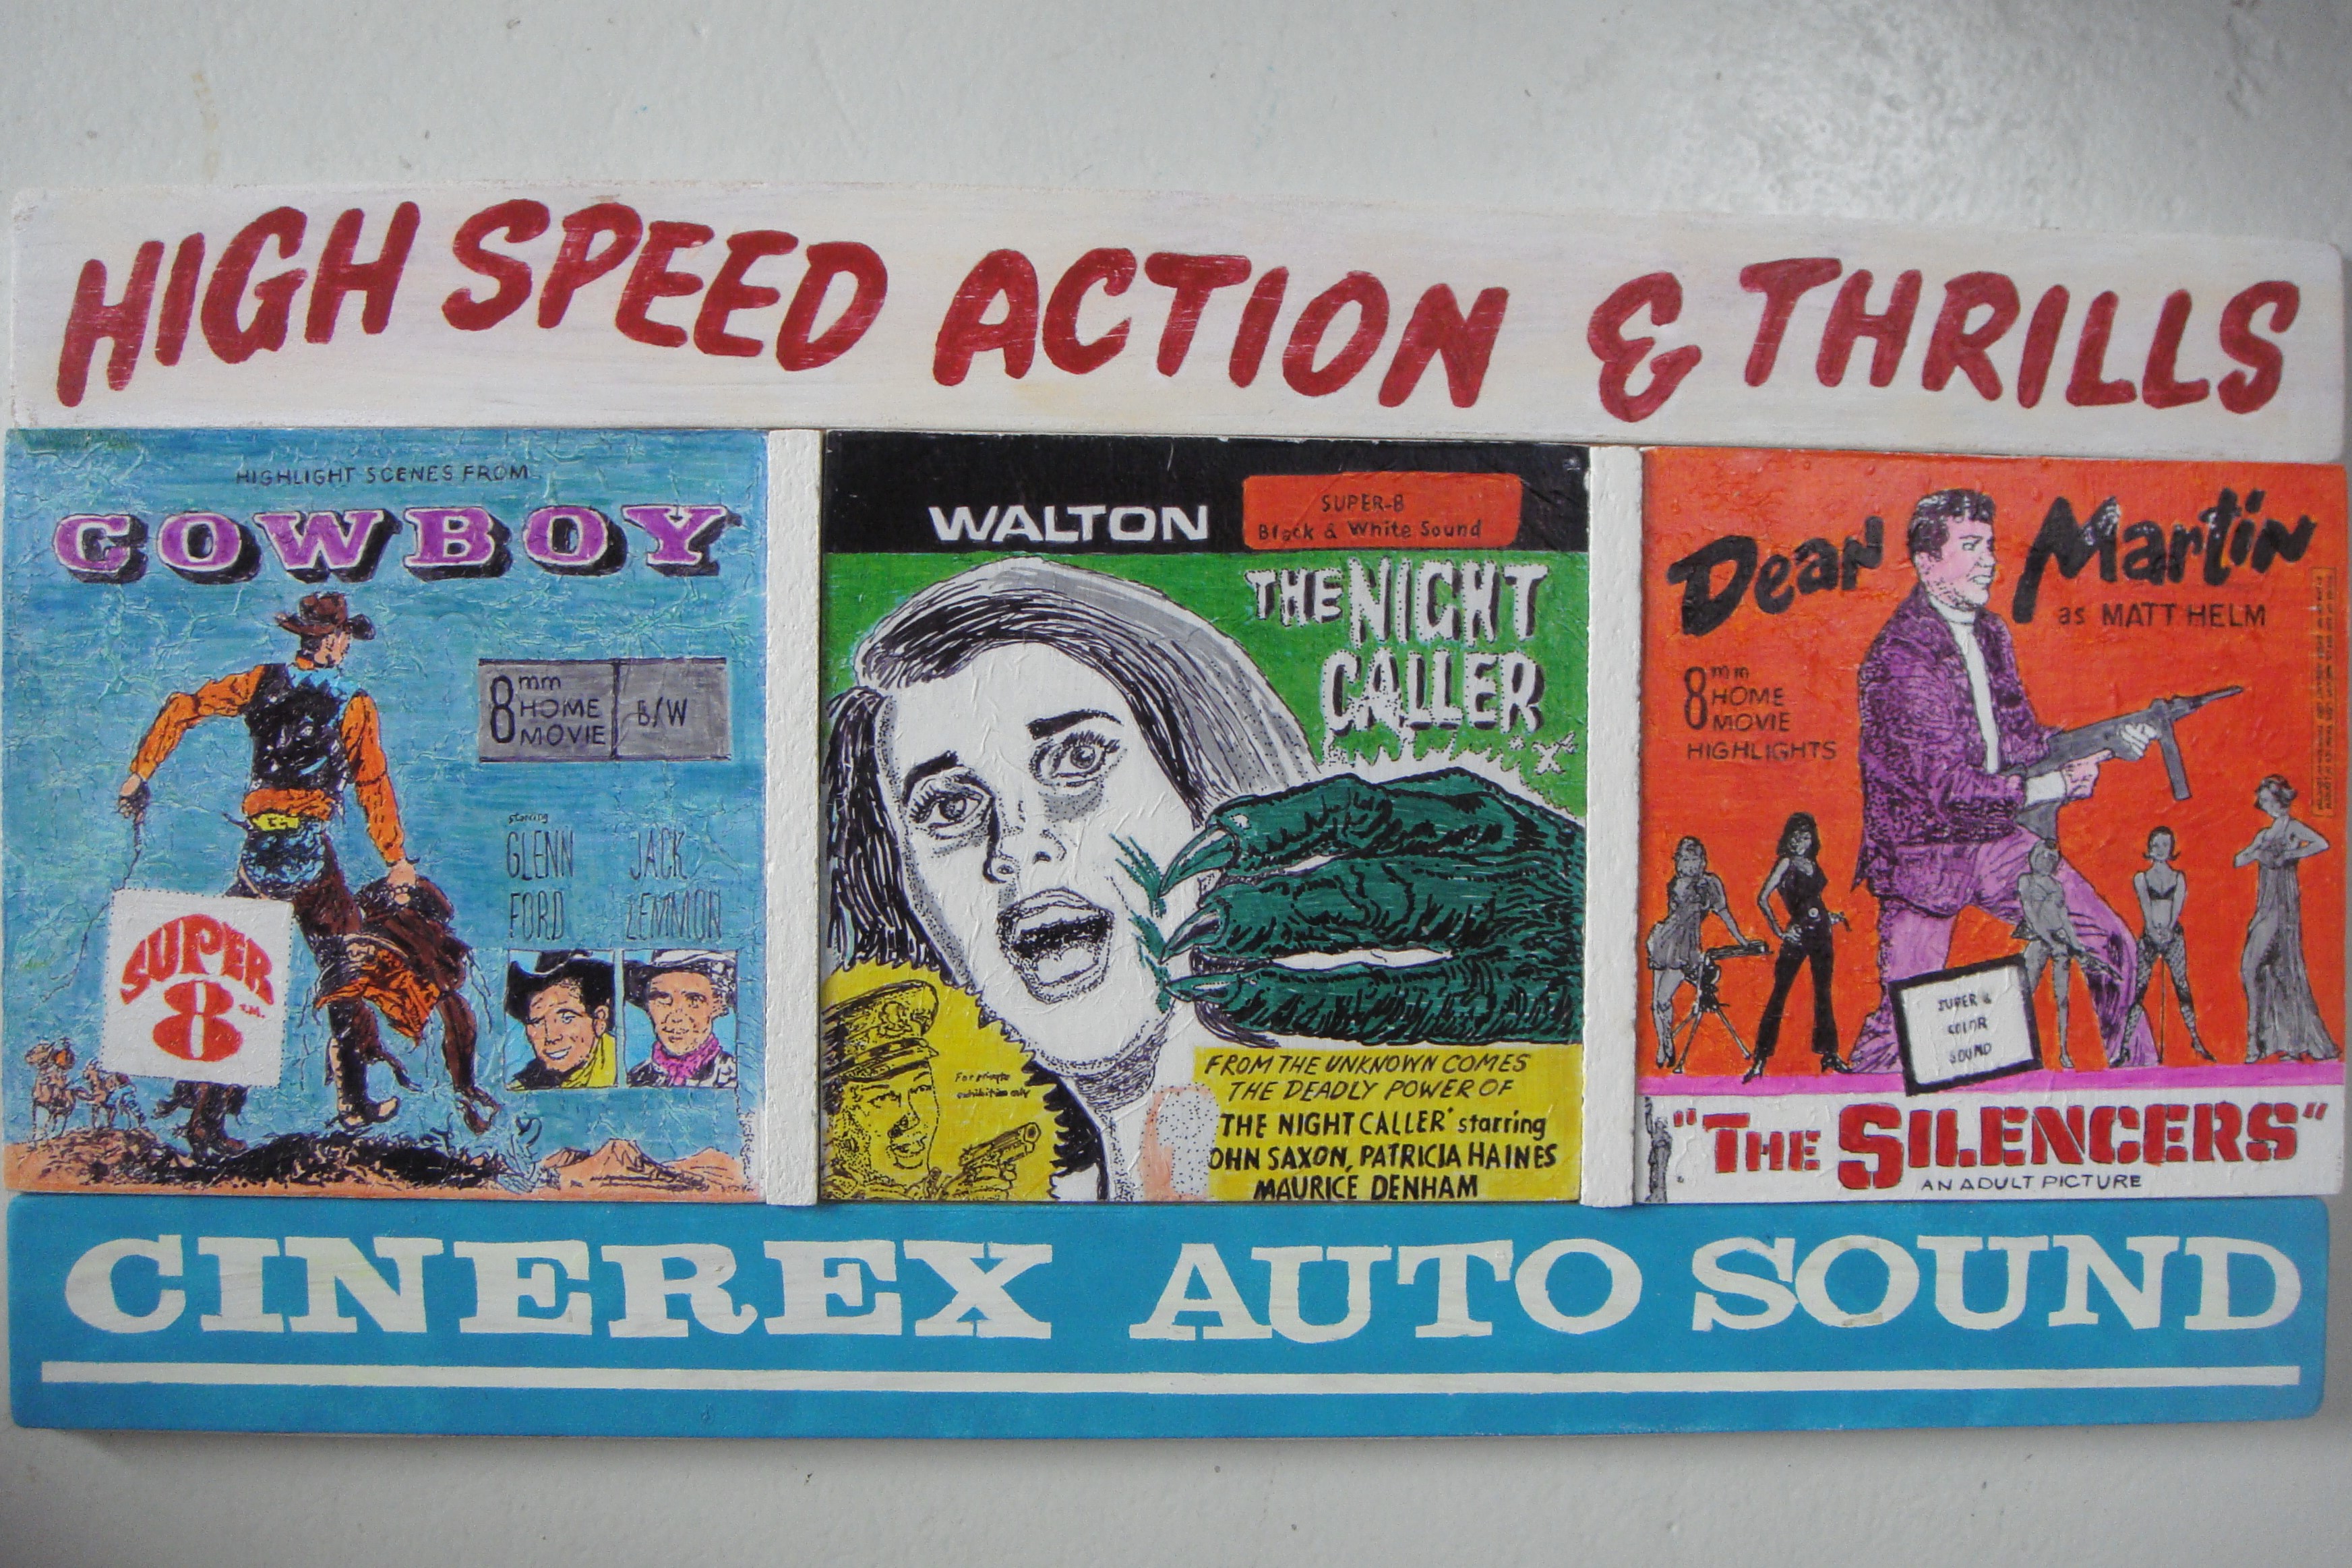 HIGH SPEED ACTION & THRILLS
HIGHLIGHT SCENES FROM
COWBOY
8mm
HOME
MOVIE
B/W
starring
GLENN
FORD
JACK
LEMMON
SUPER
8 T.M.
WALTON
SUPER-8
Black & White Sound
THE NIGHT
CALLER
For private
exhibition only
FROM THE UNKNOWN COMES
THE DEADLY POWER OF
'THE NIGHT CALLER' starring
OHN SAXON, PATRICIA HAINES
MAURICE DENHAM
Dean Martin
as MATT HELM
8mm
HOME
MOVIE
HIGHLIGHTS
SUPER 8
COLOR
SOUND
"THE SILENCERS"
AN ADULT PICTURE
CINEREX AUTO SOUND